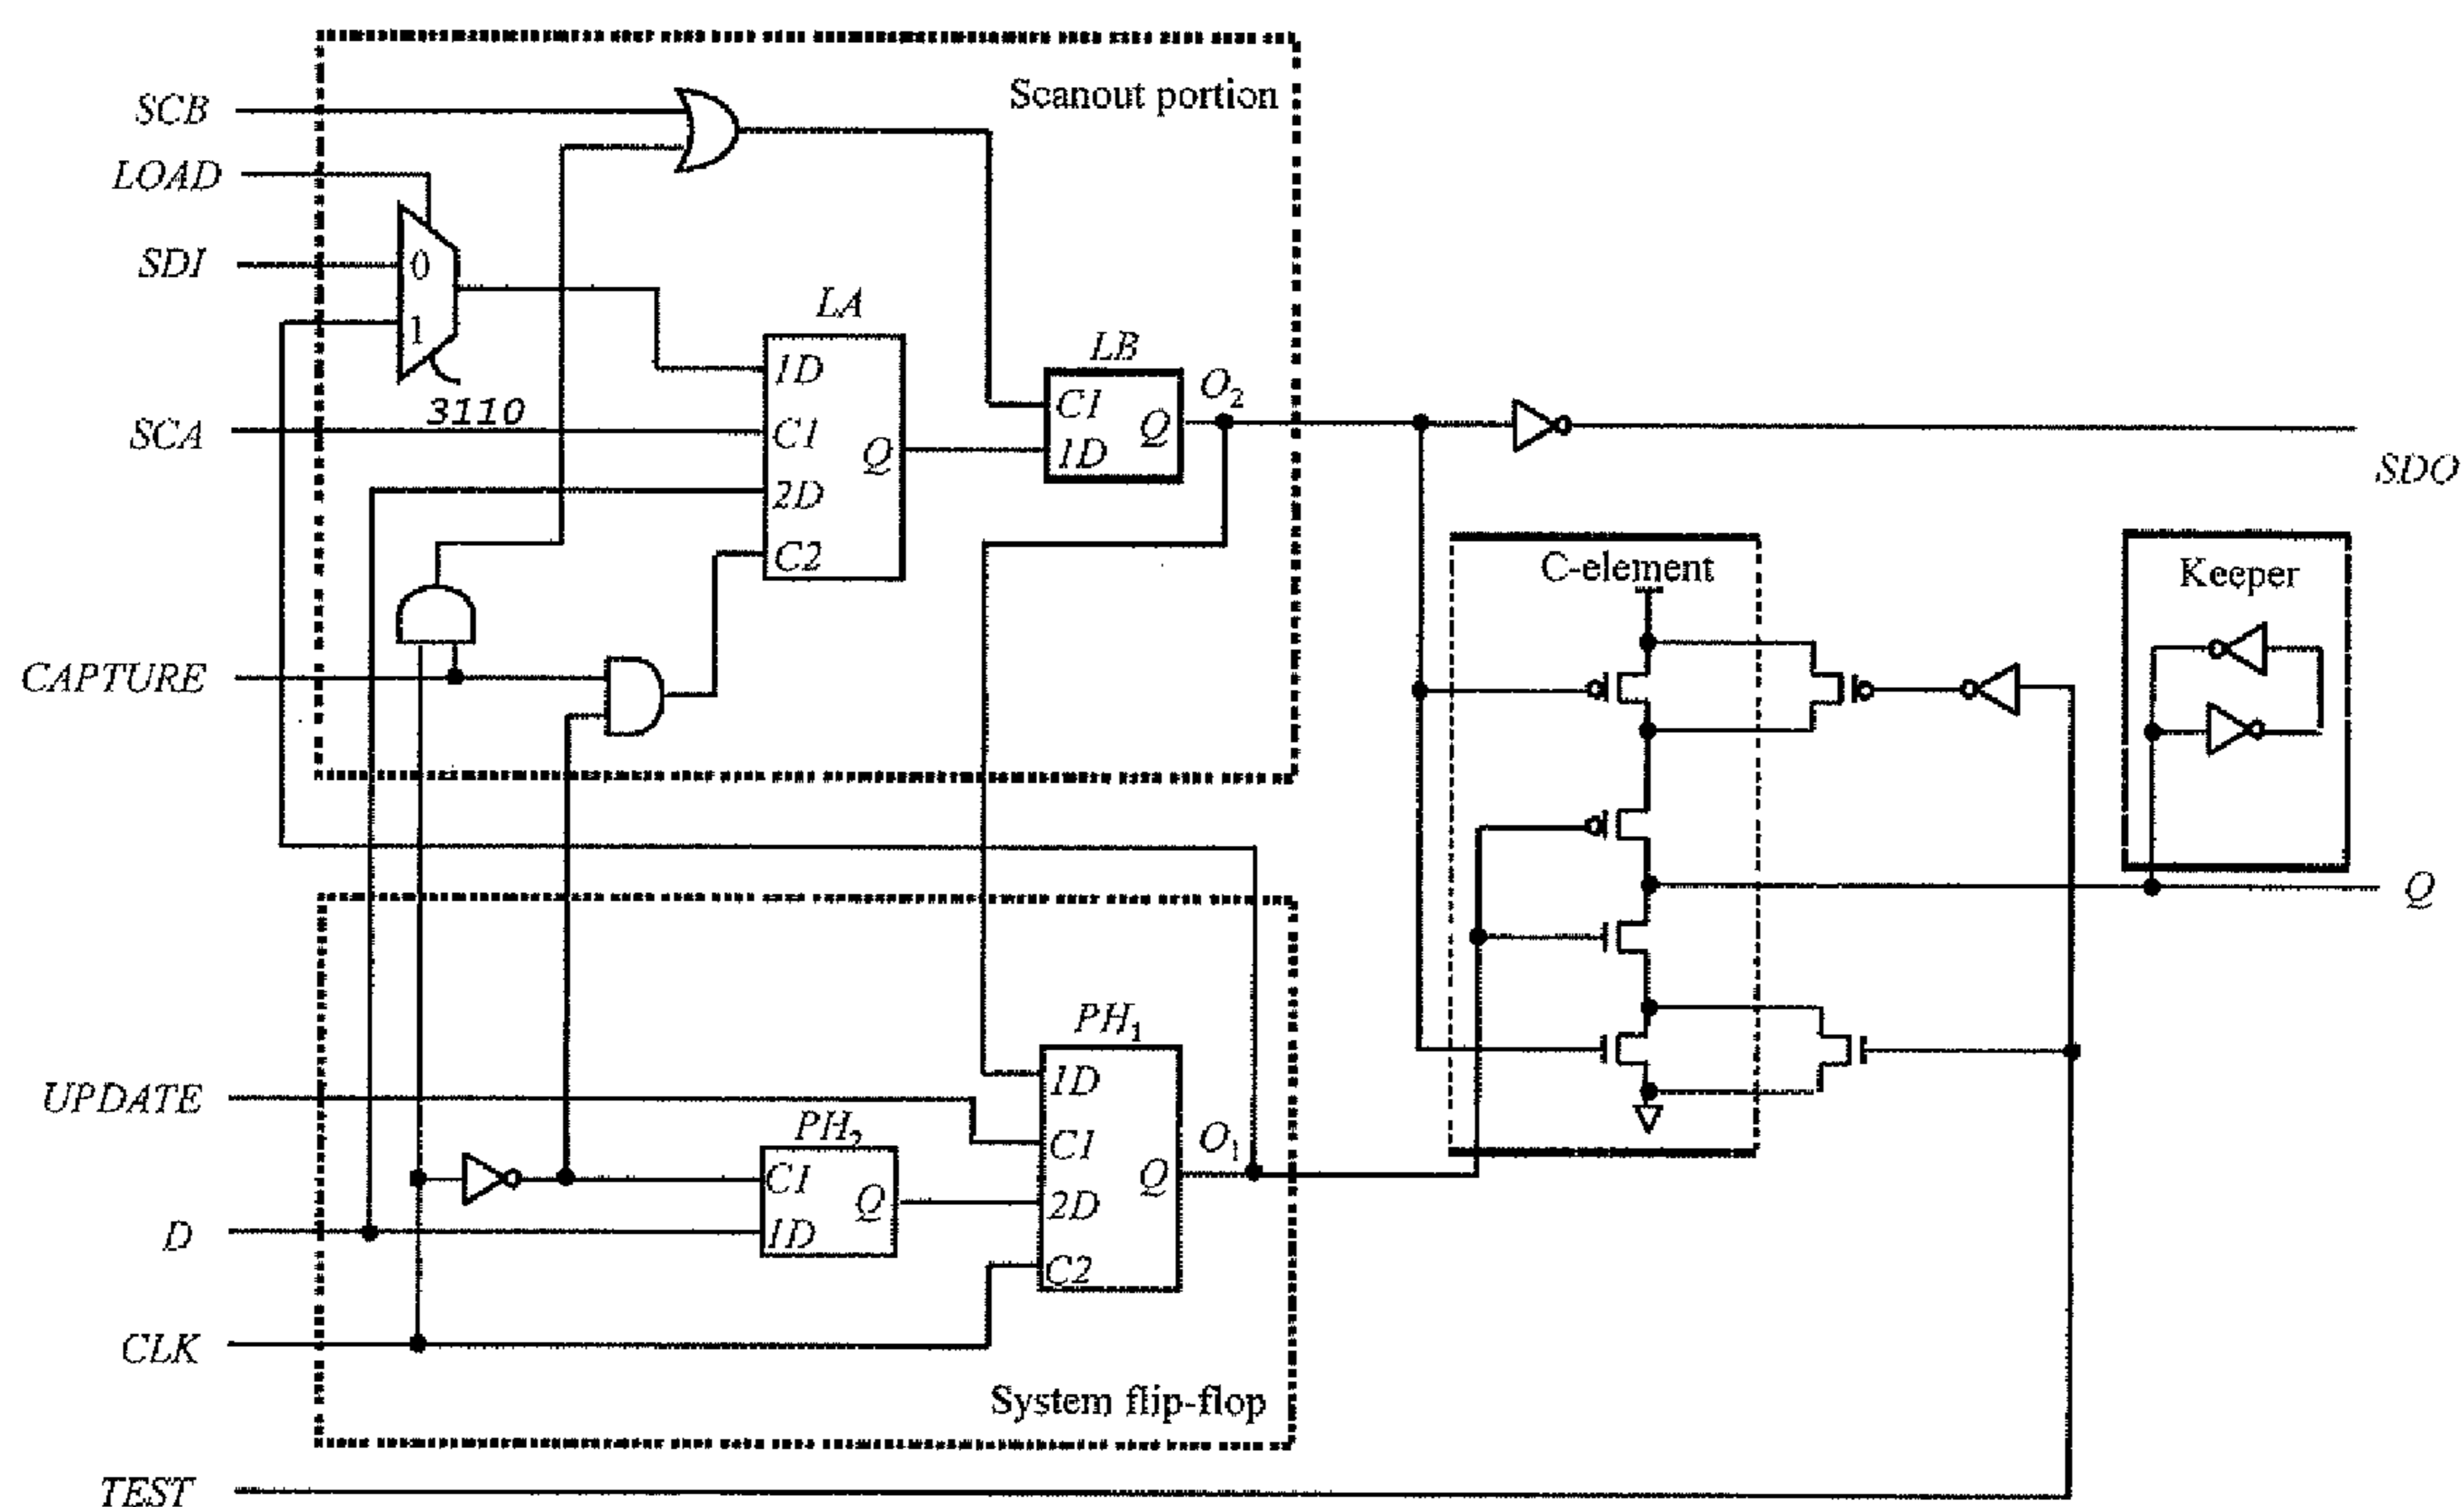 Scanout portion
SCB
LOAD
SDI
0
1
3110
SCA
LA
1D
C1
2D
C2
Q
LB
C1
1D
Q
O2
SDO
C-element
Keeper
CAPTURE
Q
UPDATE
D
CLK
PH2
C1
1D
Q
PH1
1D
C1
2D
C2
Q
O1
System flip-flop
TEST